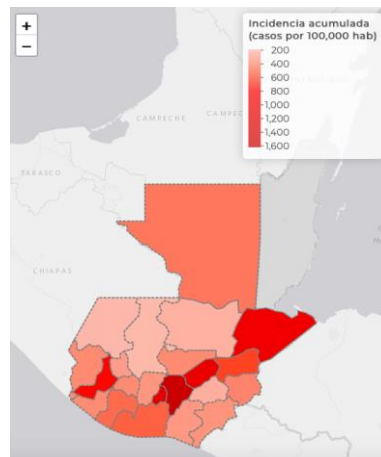 +
−
Incidencia acumulada
(casos por 100,000 hab)
200
400
600
800
1,000
1,200
1,400
1,600
CAMPECHE
TABASCO
CHIAPAS